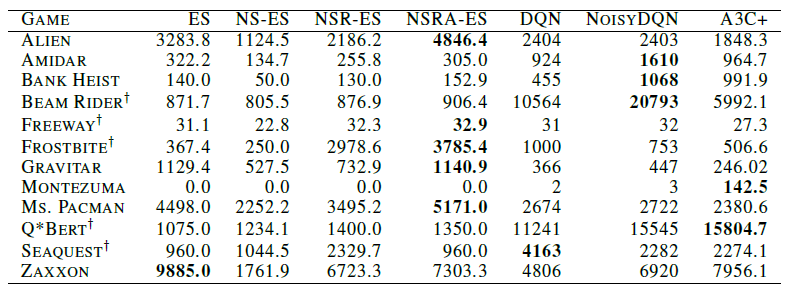 GAME ES NS-ES NSR-ES NSRA-ES DQN NOISYDQN A3C+
ALIEN 3283.8 1124.5 2186.2 4846.4 2404 2403 1848.3
AMIDAR 322.2 134.7 255.8 305.0 924 1610 964.7
BANK HEIST 140.0 50.0 130.0 152.9 455 1068 991.9
BEAM RIDER† 871.7 805.5 876.9 906.4 10564 20793 5992.1
FREEWAY† 31.1 22.8 32.3 32.9 31 32 27.3
FROSTBITE† 367.4 250.0 2978.6 3785.4 1000 753 506.6
GRAVITAR 1129.4 527.5 732.9 1140.9 366 447 246.02
MONTEZUMA 0.0 0.0 0.0 0.0 2 3 142.5
MS. PACMAN 4498.0 2252.2 3495.2 5171.0 2674 2722 2380.6
Q*BERT† 1075.0 1234.1 1400.0 1350.0 11241 15545 15804.7
SEAQUEST† 960.0 1044.5 2329.7 960.0 4163 2282 2274.1
ZAXXON 9885.0 1761.9 6723.3 7303.3 4806 6920 7956.1